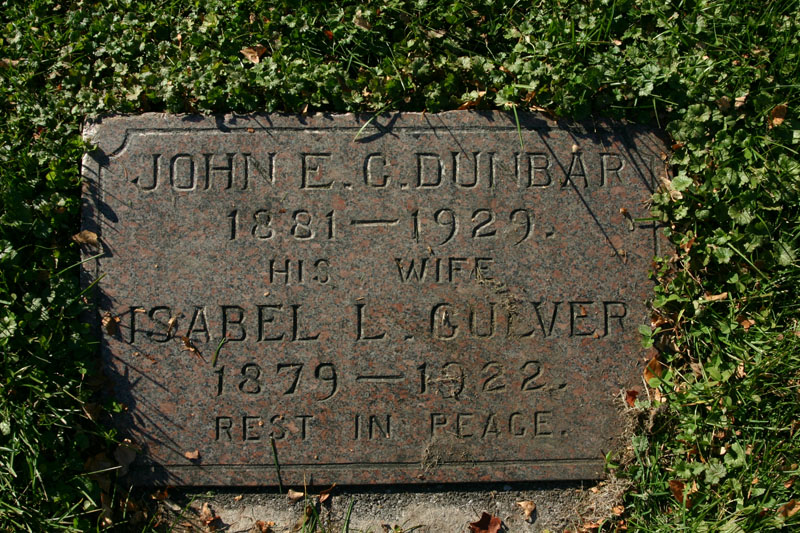 JOHN E. C. DUNBAR
1881 — 1929.
HIS WIFE
ISABEL L. CULVER
1879 — 1922.
REST IN PEACE.